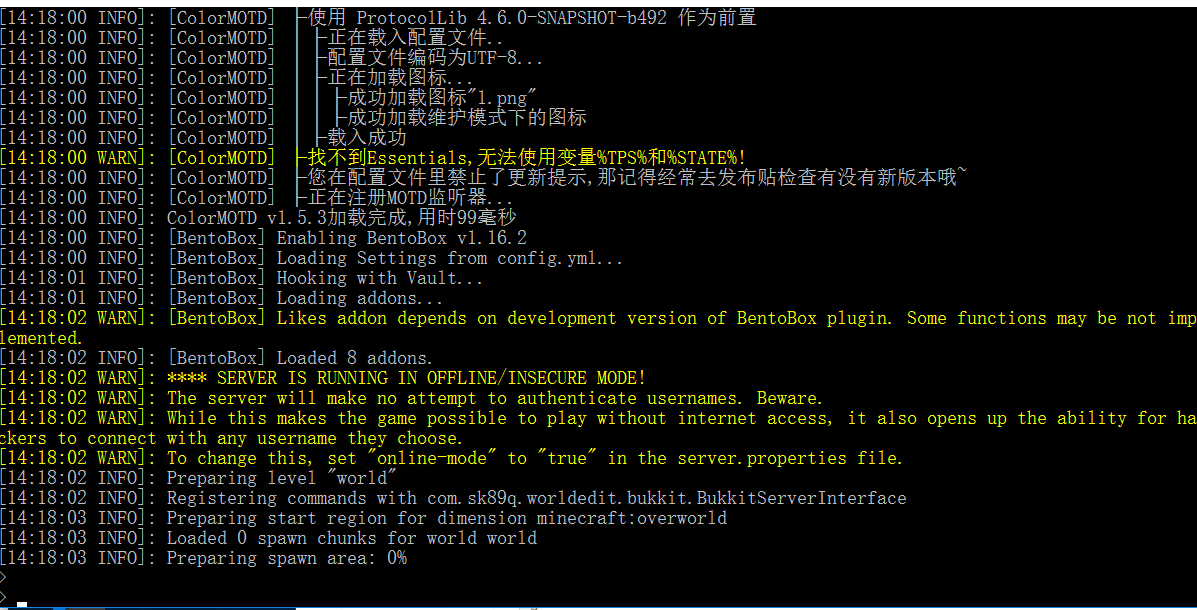 [14:18:00 INFO]: [ColorMOTD] ├使用 ProtocolLib 4.6.0-SNAPSHOT-b492 作为前置
[14:18:00 INFO]: [ColorMOTD] │ ├正在载入配置文件..
[14:18:00 INFO]: [ColorMOTD] │ ├配置文件编码为UTF-8...
[14:18:00 INFO]: [ColorMOTD] │ ├正在加载图标...
[14:18:00 INFO]: [ColorMOTD] │ │ ├成功加载图标"1.png"
[14:18:00 INFO]: [ColorMOTD] │ │ ├成功加载维护模式下的图标
[14:18:00 INFO]: [ColorMOTD] │ ├载入成功
[14:18:00 WARN]: [ColorMOTD] ├找不到Essentials,无法使用变量%TPS%和%STATE%!
[14:18:00 INFO]: [ColorMOTD] ├您在配置文件里禁止了更新提示,那记得经常去发布贴检查有没有新版本哦~
[14:18:00 INFO]: [ColorMOTD] ├正在注册MOTD监听器...
[14:18:00 INFO]: ColorMOTD v1.5.3加载完成,用时99毫秒
[14:18:00 INFO]: [BentoBox] Enabling BentoBox v1.16.2
[14:18:00 INFO]: [BentoBox] Loading Settings from config.yml...
[14:18:01 INFO]: [BentoBox] Hooking with Vault...
[14:18:01 INFO]: [BentoBox] Loading addons...
[14:18:02 WARN]: [BentoBox] Likes addon depends on development version of BentoBox plugin. Some functions may be not imp
lemented.
[14:18:02 INFO]: [BentoBox] Loaded 8 addons.
[14:18:02 WARN]: **** SERVER IS RUNNING IN OFFLINE/INSECURE MODE!
[14:18:02 WARN]: The server will make no attempt to authenticate usernames. Beware.
[14:18:02 WARN]: While this makes the game possible to play without internet access, it also opens up the ability for ha
ckers to connect with any username they choose.
[14:18:02 WARN]: To change this, set "online-mode" to "true" in the server.properties file.
[14:18:02 INFO]: Preparing level "world"
[14:18:02 INFO]: Registering commands with com.sk89q.worldedit.bukkit.BukkitServerInterface
[14:18:03 INFO]: Preparing start region for dimension minecraft:overworld
[14:18:03 INFO]: Loaded 0 spawn chunks for world world
[14:18:03 INFO]: Preparing spawn area: 0%
>
>